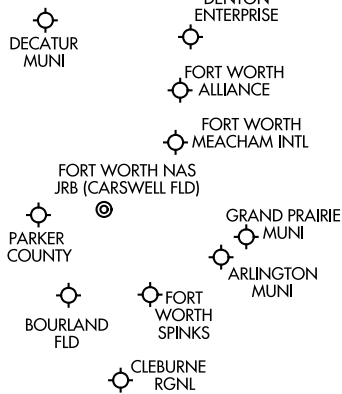 DENTON
ENTERPRISE
DECATUR
MUNI
FORT WORTH
ALLIANCE
FORT WORTH
MEACHAM INTL
FORT WORTH NAS
JRB (CARSWELL FLD)
GRAND PRAIRIE
MUNI
PARKER
COUNTY
ARLINGTON
MUNI
BOURLAND
FLD
FORT
WORTH
SPINKS
CLEBURNE
RGNL